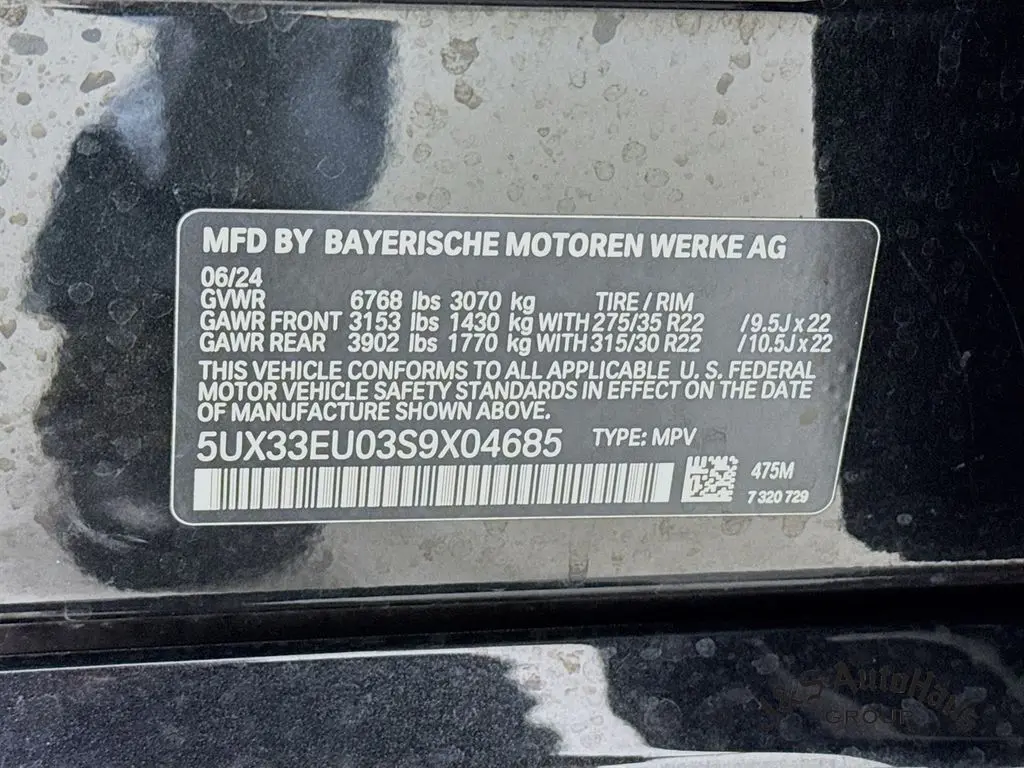 MFD BY BAYERISCHE MOTOREN WERKE AG
06/24
GVWR 6768 lbs 3070 kg TIRE / RIM
GAWR FRONT 3153 lbs 1430 kg WITH 275/35 R22 /9.5J x 22
GAWR REAR 3902 lbs 1770 kg WITH 315/30 R22 /10.5J x 22
THIS VEHICLE CONFORMS TO ALL APPLICABLE U. S. FEDERAL
MOTOR VEHICLE SAFETY STANDARDS IN EFFECT ON THE DATE
OF MANUFACTURE SHOWN ABOVE.
5UX33EU03S9X04685 TYPE: MPV
475M
7 320 729
AutoHaus
GROUP